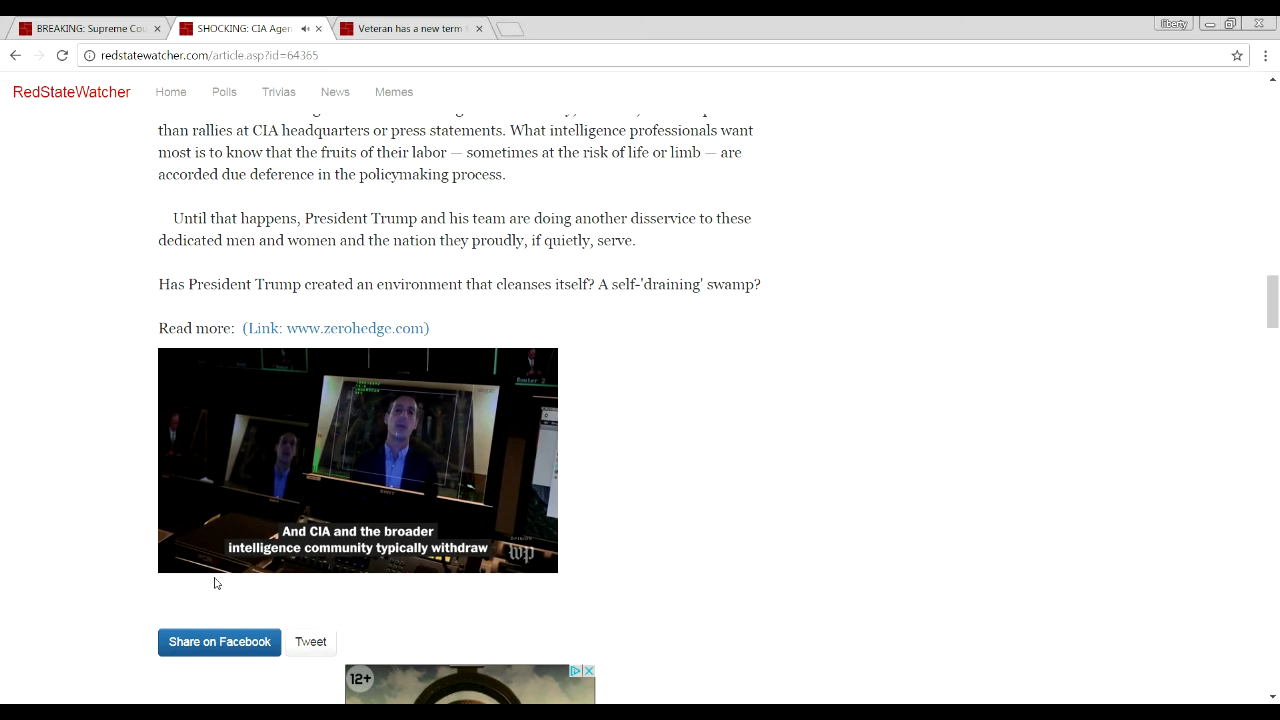 BREAKING: Supreme Cou
SHOCKING: CIA Agen
Veteran has a new term
liberty
redstatewatcher.com/article.asp?id=64365
RedStateWatcher
Home
Polls
Trivias
News
Memes
than rallies at CIA headquarters or press statements. What intelligence professionals want
most is to know that the fruits of their labor — sometimes at the risk of life or limb — are
accorded due deference in the policymaking process.
Until that happens, President Trump and his team are doing another disservice to these
dedicated men and women and the nation they proudly, if quietly, serve.
Has President Trump created an environment that cleanses itself? A self-'draining' swamp?
Read more: (Link: www.zerohedge.com)
Router 2
And CIA and the broader
intelligence community typically withdraw
OPINION
wp
Share on Facebook
Tweet
12+